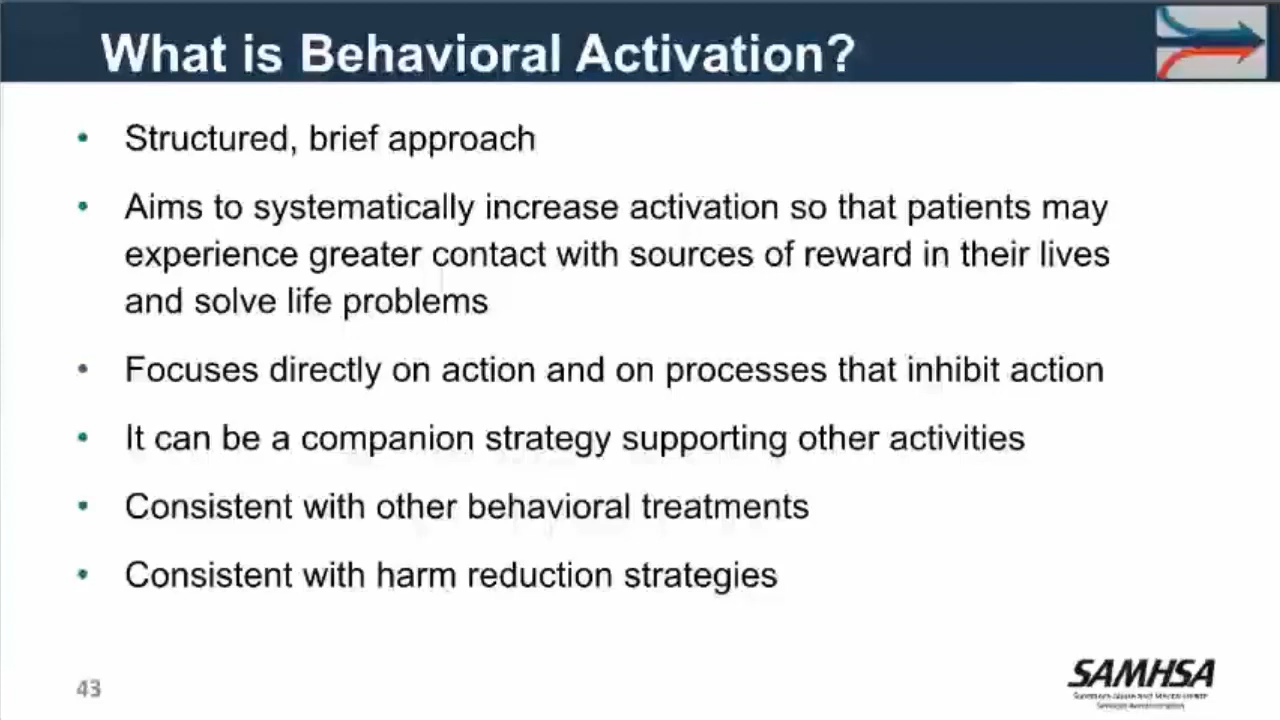 What is Behavioral Activation?
• Structured, brief approach
• Aims to systematically increase activation so that patients may
experience greater contact with sources of reward in their lives
and solve life problems
• Focuses directly on action and on processes that inhibit action
• It can be a companion strategy supporting other activities
• Consistent with other behavioral treatments
• Consistent with harm reduction strategies
43
SAMHSA